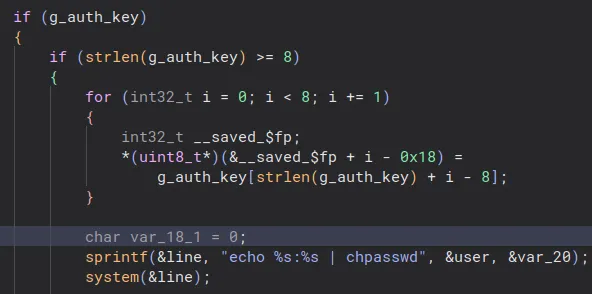 if (g_auth_key)
{
    if (strlen(g_auth_key) >= 8)
    {
        for (int32_t i = 0; i < 8; i += 1)
        {
            int32_t __saved_$fp;
            *(uint8_t*)(&__saved_$fp + i - 0x18) =
                g_auth_key[strlen(g_auth_key) + i - 8];
        }

        char var_18_1 = 0;
        sprintf(&line, "echo %s:%s | chpasswd", &user, &var_20);
        system(&line);